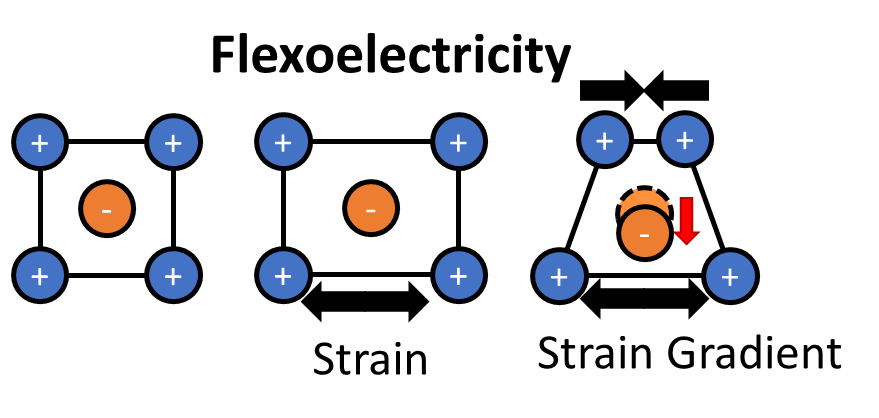 Flexoelectricity
+ + + + + +
- - -
+ + + + + +
Strain
Strain Gradient